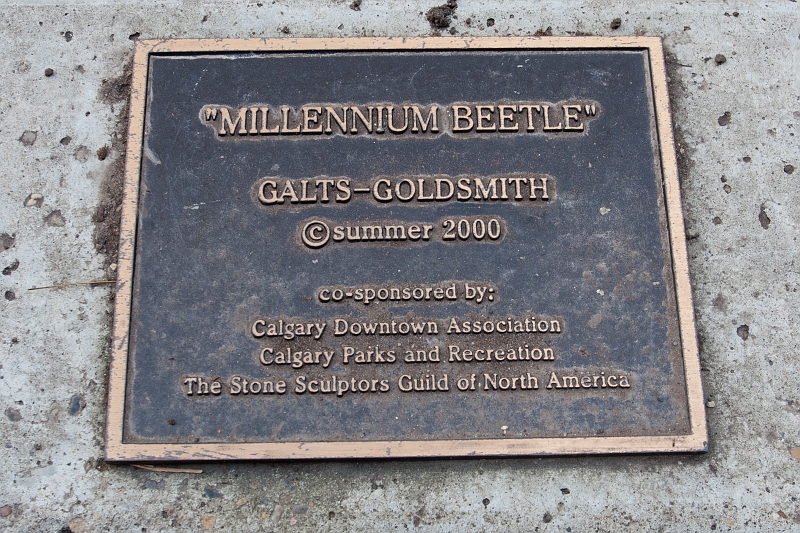 "MILLENNIUM BEETLE"
GALTS-GOLDSMITH
©summer 2000
co-sponsored by:
Calgary Downtown Association
Calgary Parks and Recreation
The Stone Sculptors Guild of North America